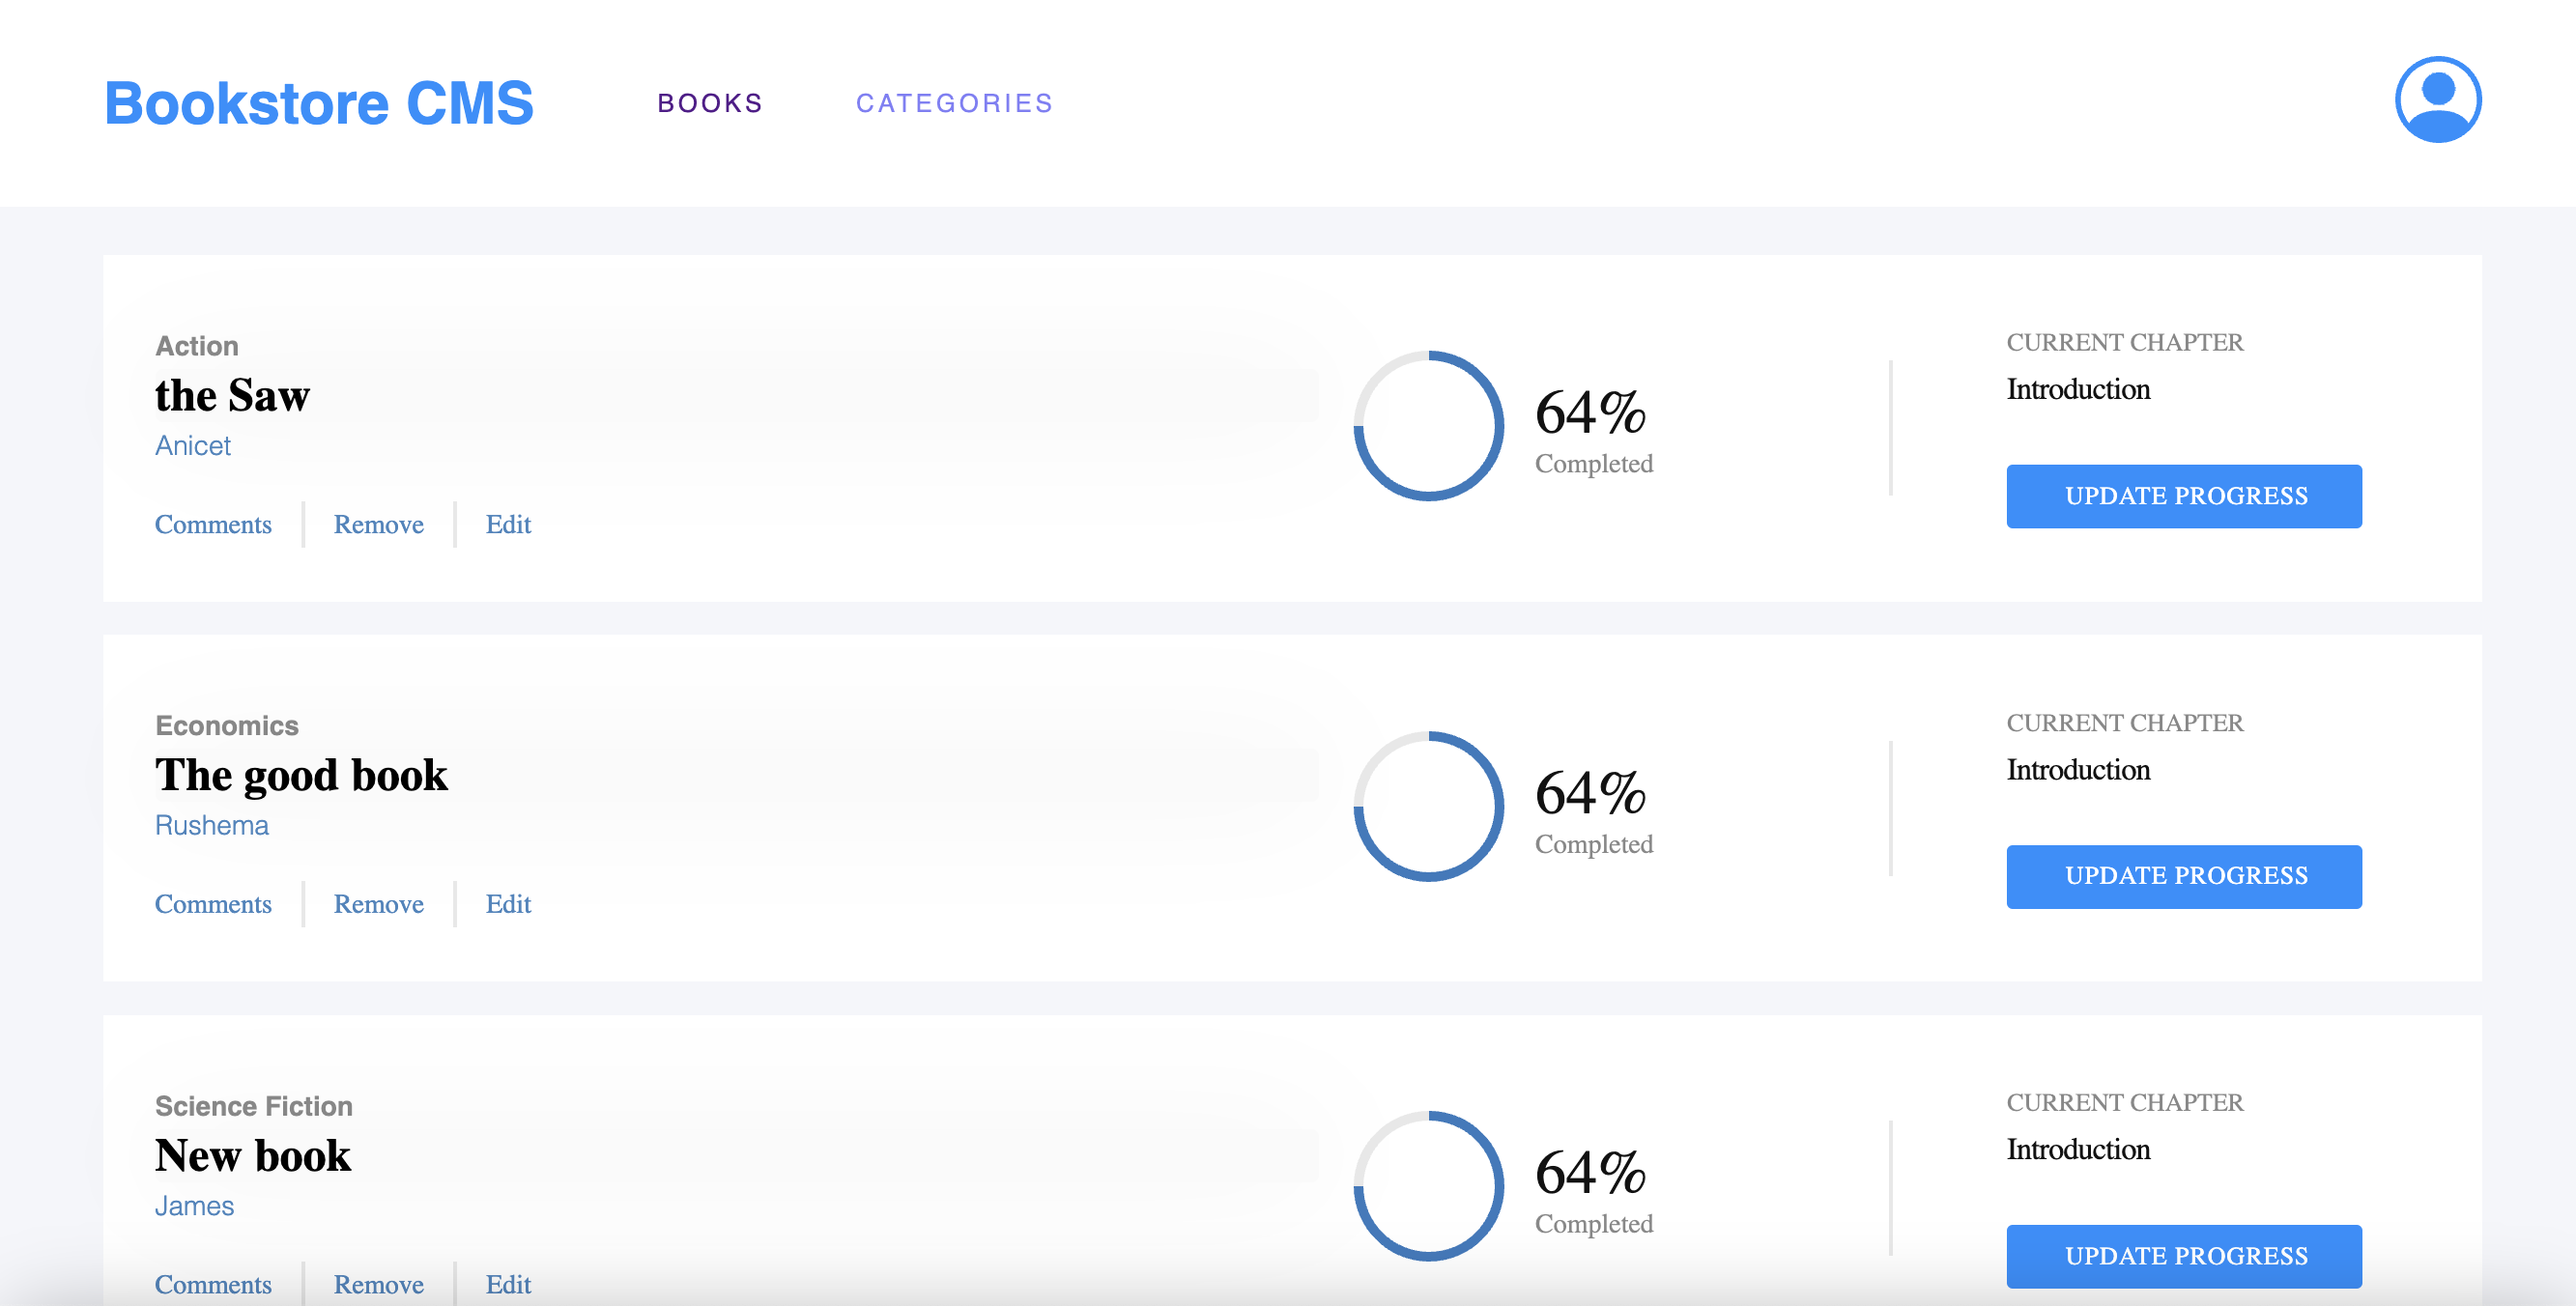 Bookstore CMS BOOKS CATEGORIES
Action
the Saw
Anicet
Comments Remove Edit
64%
Completed
CURRENT CHAPTER
Introduction
UPDATE PROGRESS
Economics
The good book
Rushema
Comments Remove Edit
64%
Completed
CURRENT CHAPTER
Introduction
UPDATE PROGRESS
Science Fiction
New book
James
Comments Remove Edit
64%
Completed
CURRENT CHAPTER
Introduction
UPDATE PROGRESS